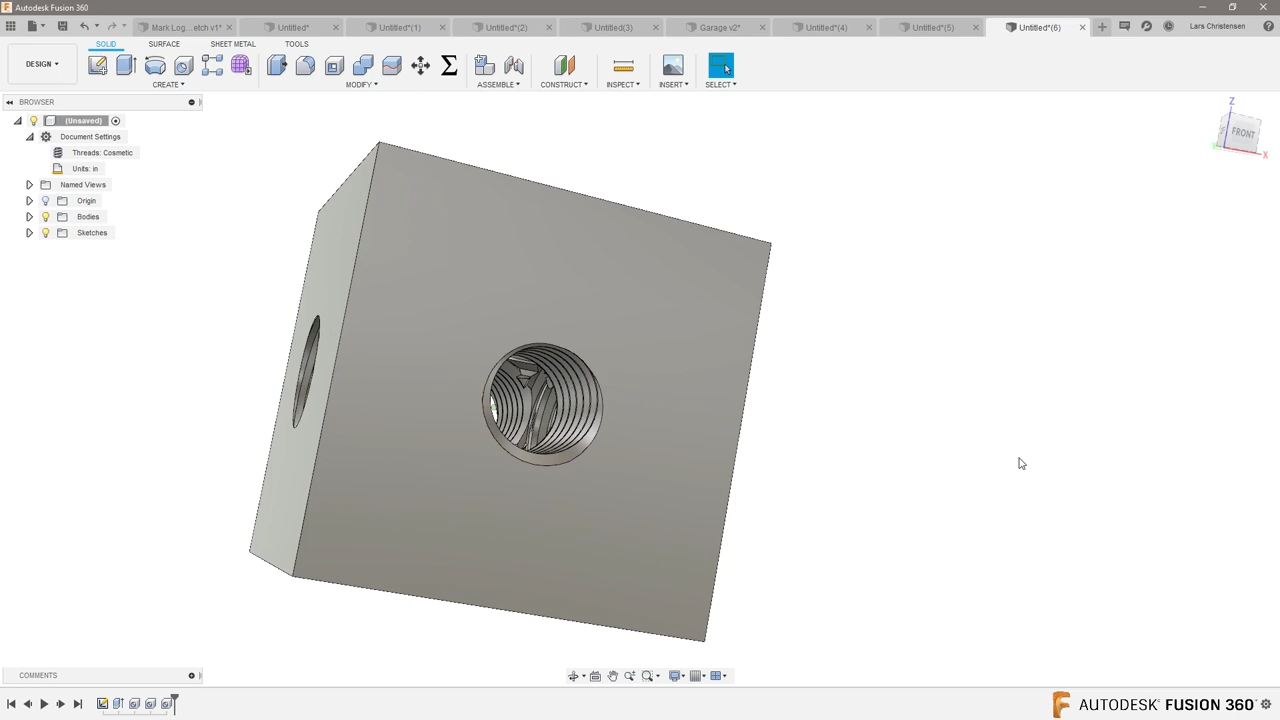 Autodesk Fusion 360
Mark Log...etch v1*
Untitled*
Untitled*(1)
Untitled*(2)
Untitled(3)
Garage v2*
Untitled*(4)
Untitled*(5)
Untitled*(6)
Lars Christensen
SOLID
SURFACE
SHEET METAL
TOOLS
DESIGN
CREATE
MODIFY
ASSEMBLE
CONSTRUCT
INSPECT
INSERT
SELECT
BROWSER
(Unsaved)
Document Settings
Threads: Cosmetic
Units: in
Named Views
Origin
Bodies
Sketches
Z
FRONT
X
COMMENTS
AUTODESK® FUSION 360™